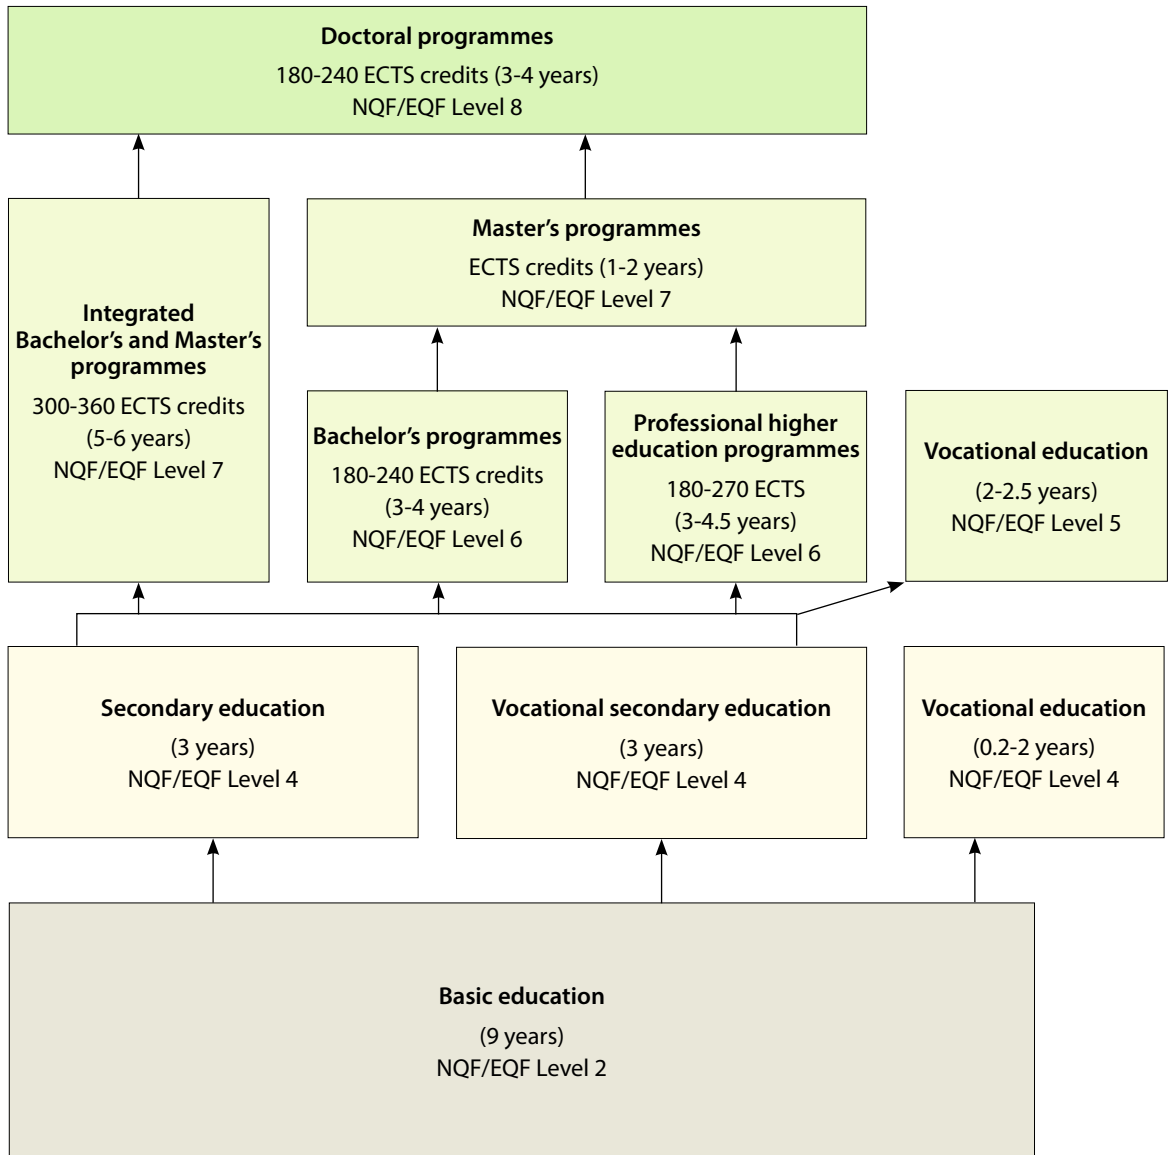 Doctoral programmes
180-240 ECTS credits (3-4 years)
NQF/EQF Level 8
Integrated
Bachelor’s and Master’s
programmes
300-360 ECTS credits
(5-6 years)
NQF/EQF Level 7
Master’s programmes
ECTS credits (1-2 years)
NQF/EQF Level 7
Bachelor’s programmes
180-240 ECTS credits
(3-4 years)
NQF/EQF Level 6
Professional higher
education programmes
180-270 ECTS
(3-4.5 years)
NQF/EQF Level 6
Vocational education
(2-2.5 years)
NQF/EQF Level 5
Secondary education
(3 years)
NQF/EQF Level 4
Vocational secondary education
(3 years)
NQF/EQF Level 4
Vocational education
(0.2-2 years)
NQF/EQF Level 4
Basic education
(9 years)
NQF/EQF Level 2